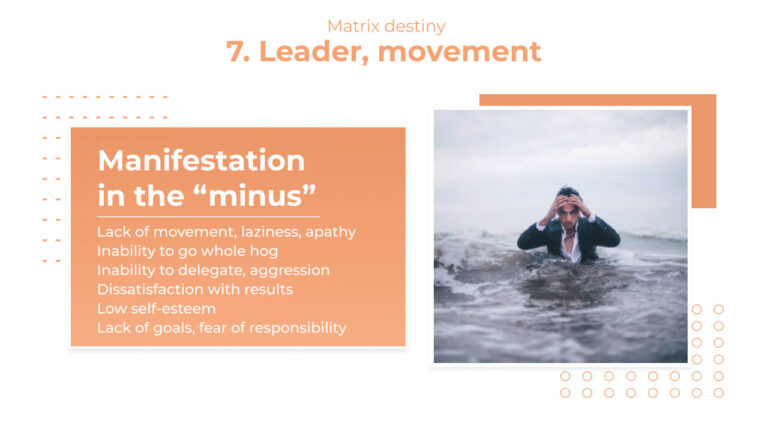 Matrix destiny
7. Leader, movement
Manifestation
in the “minus”
Lack of movement, laziness, apathy
Inability to go whole hog
Inability to delegate, aggression
Dissatisfaction with results
Low self-esteem
Lack of goals, fear of responsibility